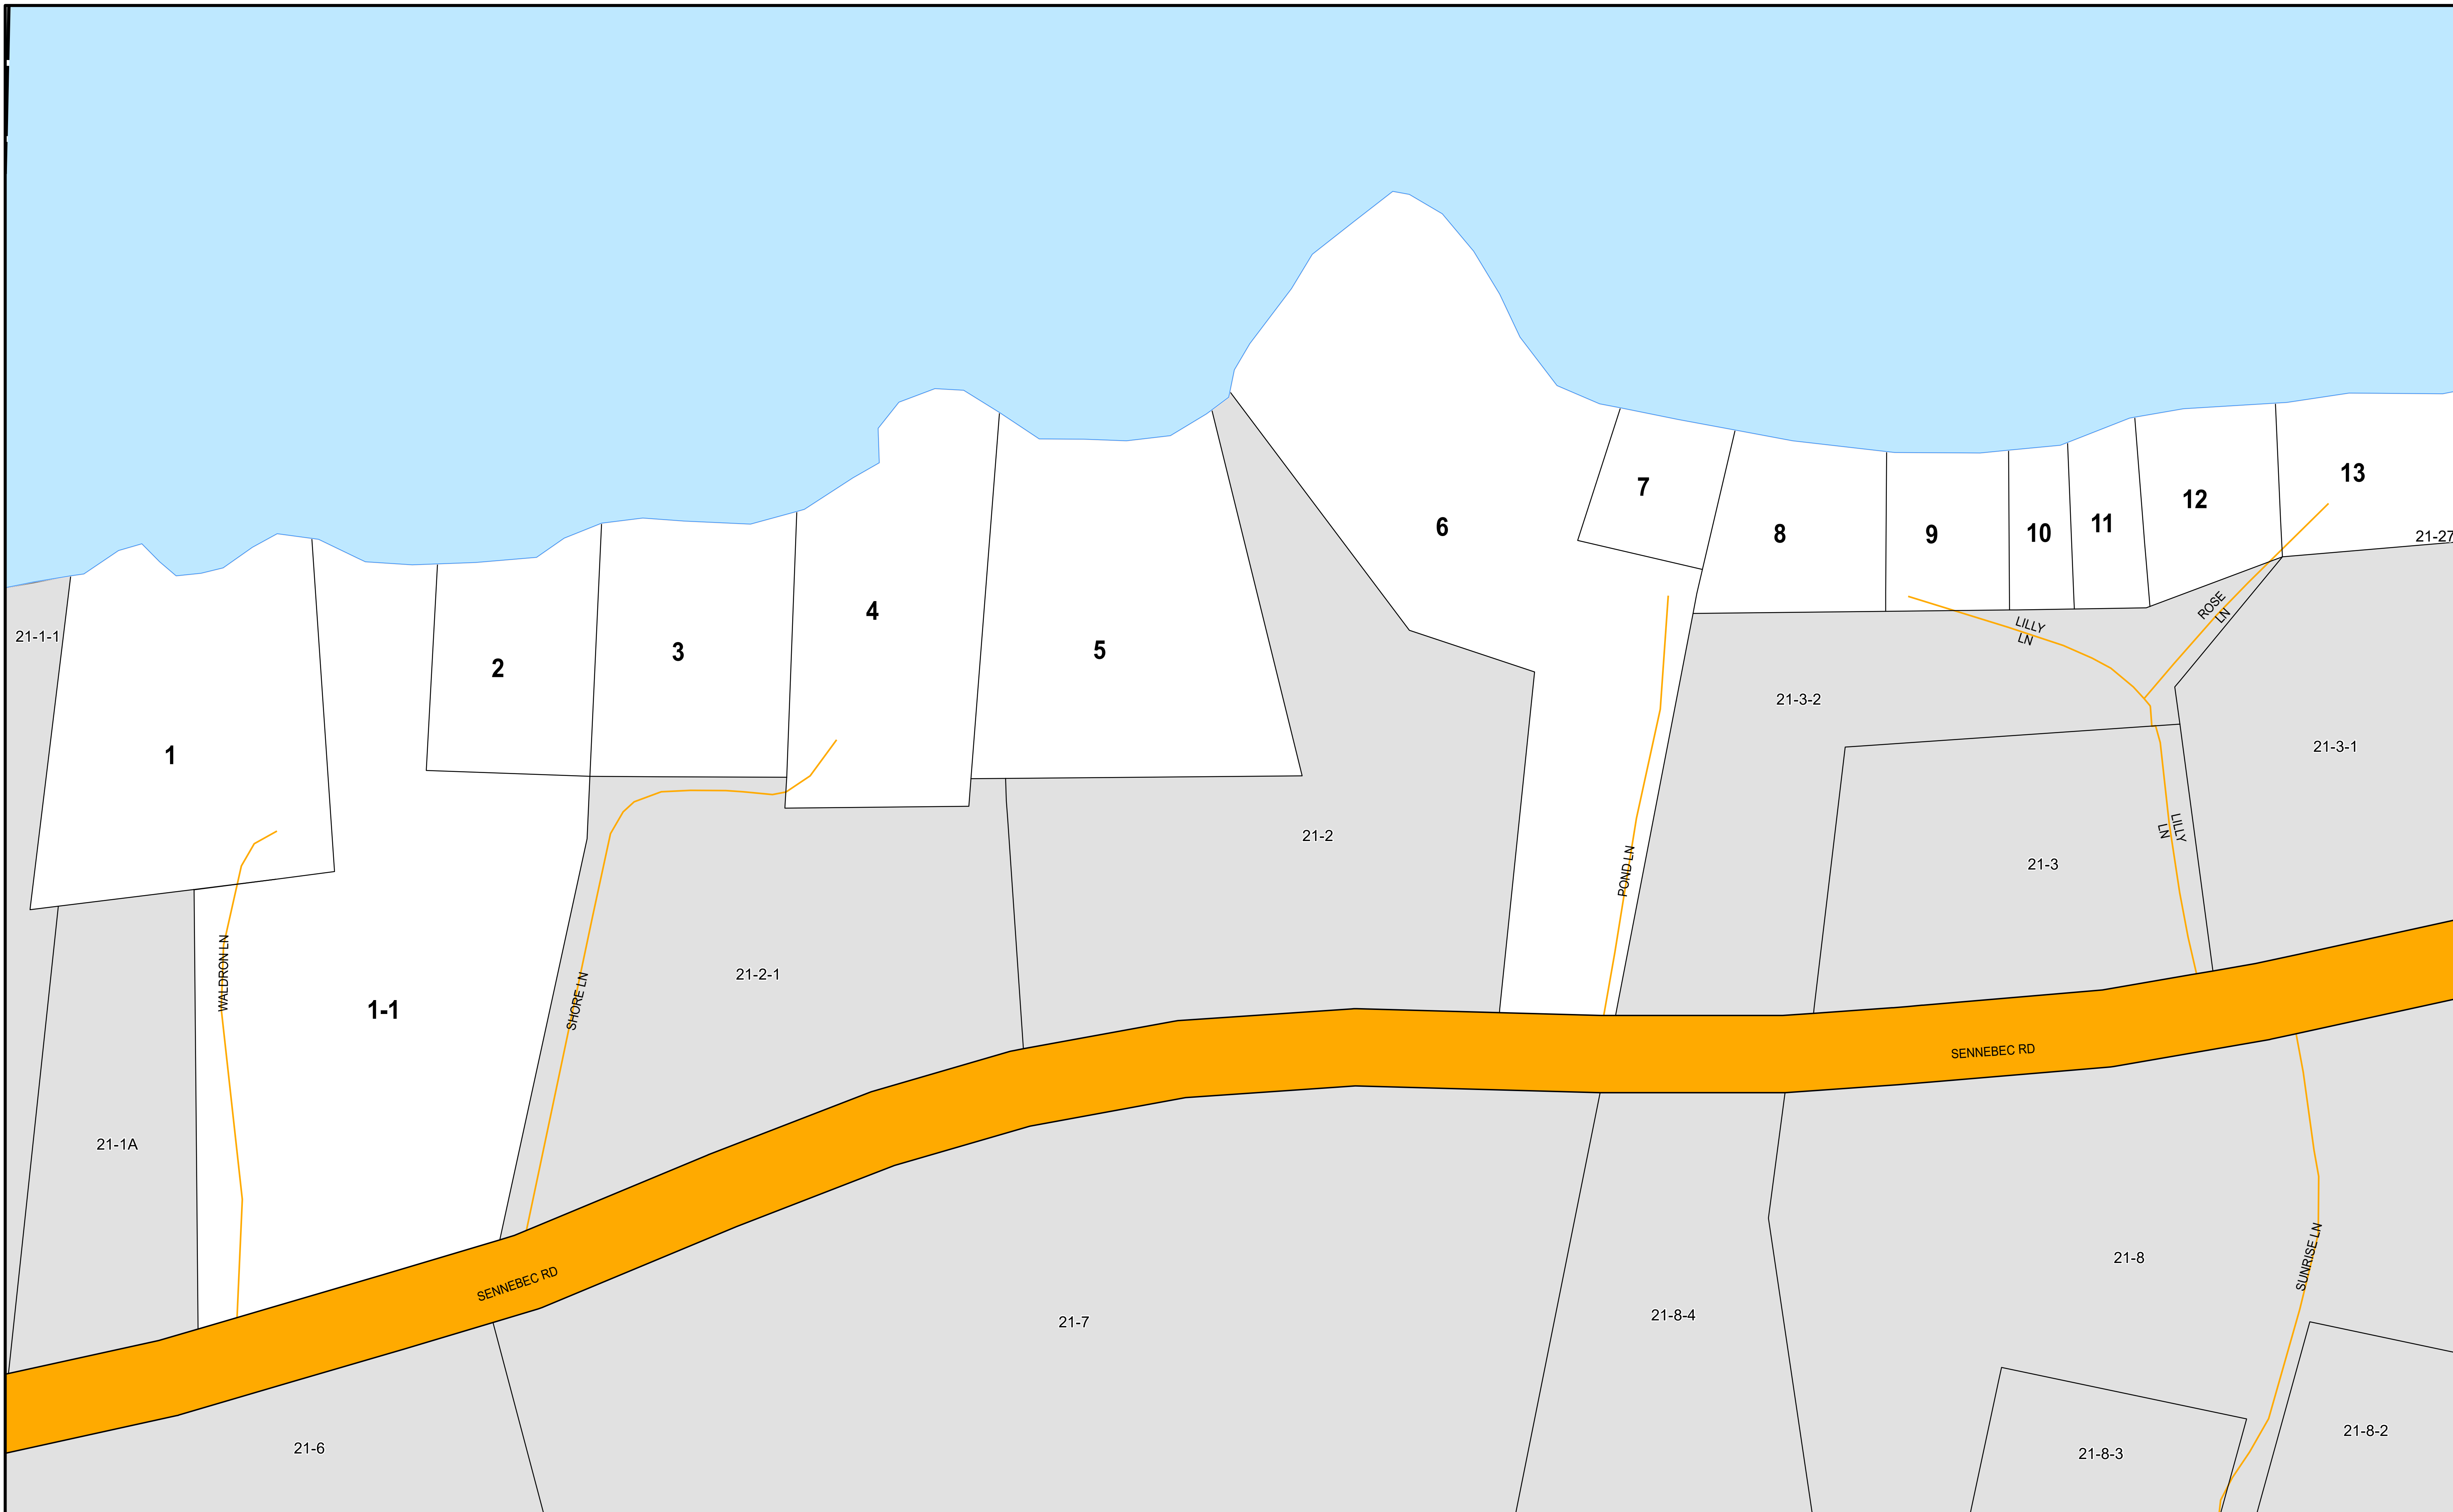 13
7
12
11
6
10
9
8
21-27
ROSE
LN
4
LILLY
LN
21-1-1
5
3
2
21-3-2
21-3-1
1
LILLY
LN
21-2
21-3
POND LN
WALDRON LN
21-2-1
SHORE LN
1-1
SENNEBEC RD
21-1A
21-8
SUNRISE LN
SENNEBEC RD
21-8-4
21-7
21-6
21-8-3
21-8-2